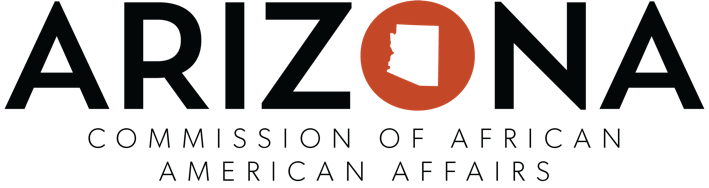 ARIZONA
COMMISSION OF AFRICAN
AMERICAN AFFAIRS